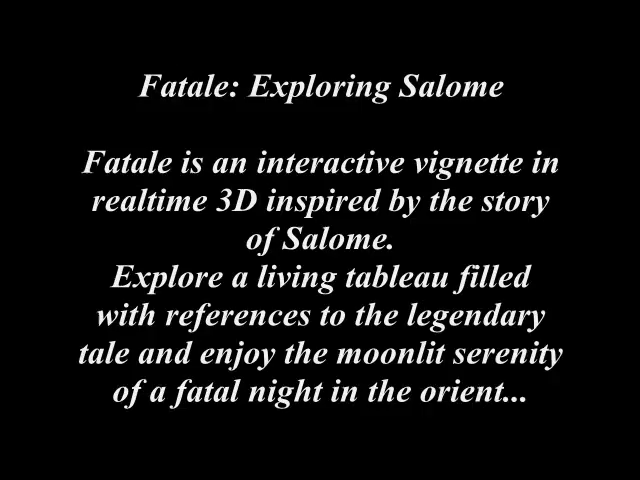 Fatale: Exploring Salome
Fatale is an interactive vignette in
realtime 3D inspired by the story
of Salome.
Explore a living tableau filled
with references to the legendary
tale and enjoy the moonlit serenity
of a fatal night in the orient...